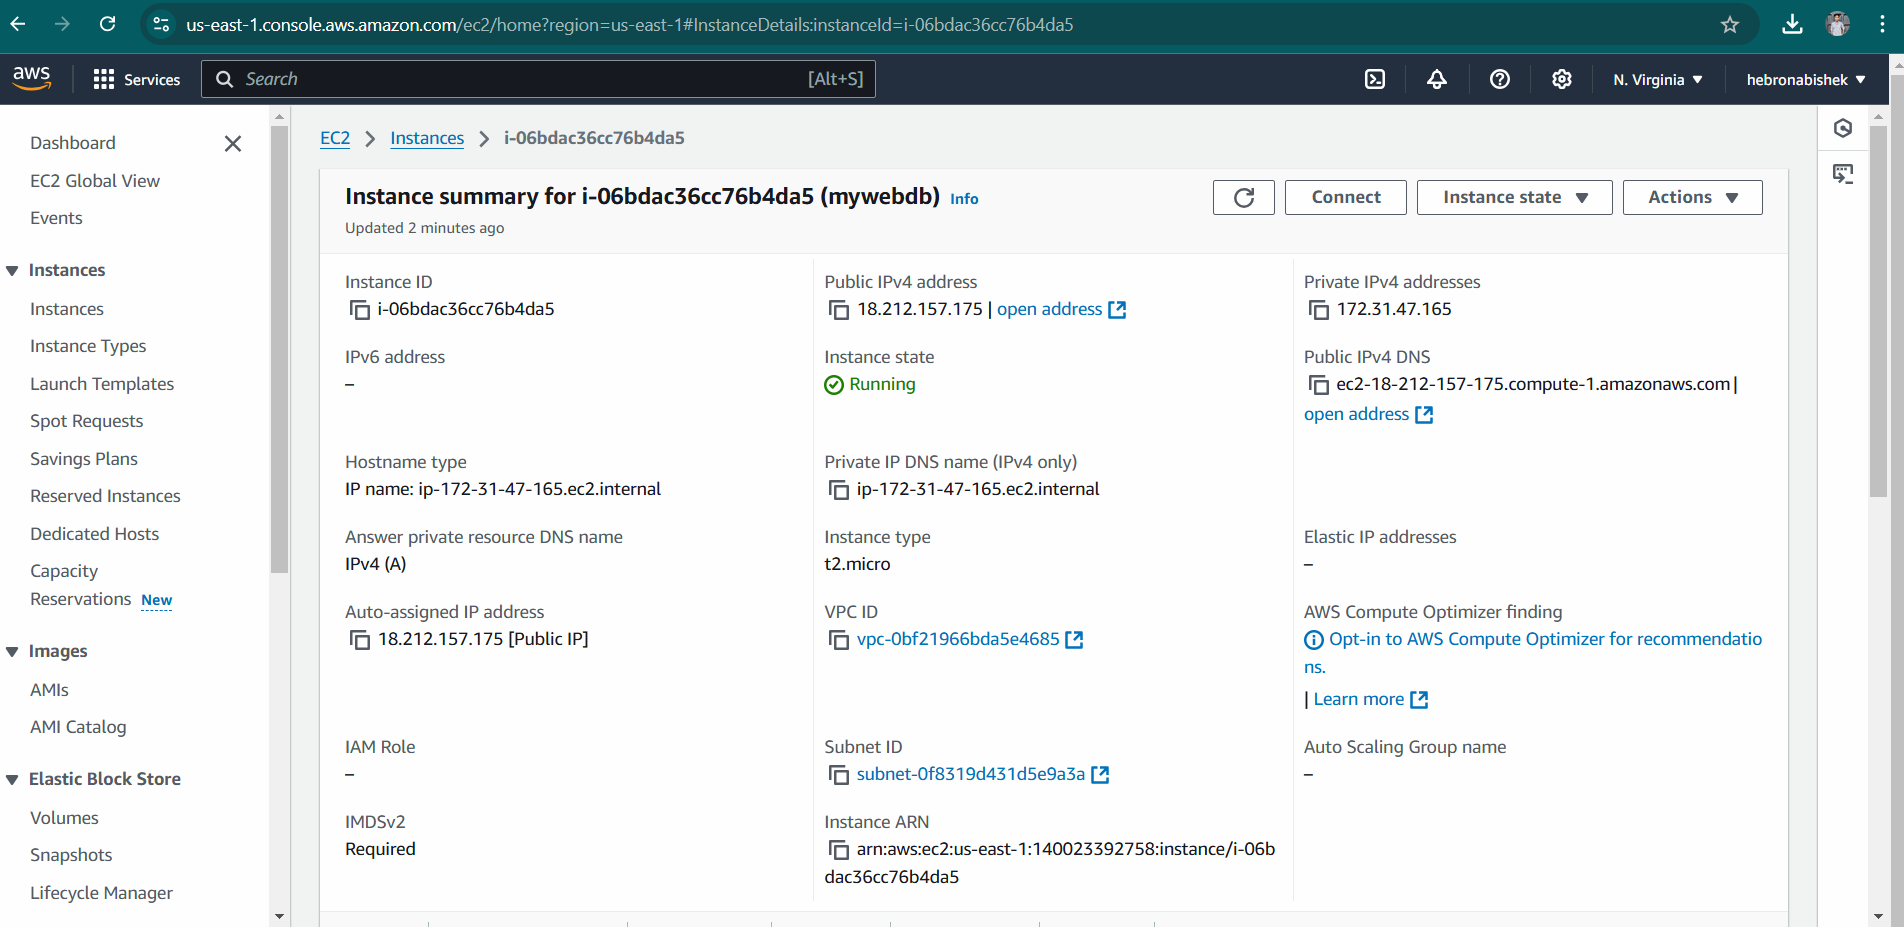 us-east-1.console.aws.amazon.com/ec2/home?region=us-east-1#InstanceDetails:instanceId=i-06bdac36cc76b4da5
aws
Services
Search
[Alt+S]
N. Virginia
hebronabishek
Dashboard
EC2 Global View
Events
Instances
Instances
Instance Types
Launch Templates
Spot Requests
Savings Plans
Reserved Instances
Dedicated Hosts
Capacity
Reservations New
Images
AMIs
AMI Catalog
Elastic Block Store
Volumes
Snapshots
Lifecycle Manager
EC2 > Instances > i-06bdac36cc76b4da5
Instance summary for i-06bdac36cc76b4da5 (mywebdb) Info
Updated 2 minutes ago
Connect
Instance state
Actions
Instance ID
i-06bdac36cc76b4da5
Public IPv4 address
18.212.157.175 | open address
Private IPv4 addresses
172.31.47.165
IPv6 address
–
Instance state
Running
Public IPv4 DNS
ec2-18-212-157-175.compute-1.amazonaws.com |
open address
Hostname type
IP name: ip-172-31-47-165.ec2.internal
Private IP DNS name (IPv4 only)
ip-172-31-47-165.ec2.internal
Answer private resource DNS name
IPv4 (A)
Instance type
t2.micro
Elastic IP addresses
–
Auto-assigned IP address
18.212.157.175 [Public IP]
VPC ID
vpc-0bf21966bda5e4685
AWS Compute Optimizer finding
Opt-in to AWS Compute Optimizer for recommendatio
ns.
| Learn more
IAM Role
–
Subnet ID
subnet-0f8319d431d5e9a3a
Auto Scaling Group name
–
IMDSv2
Required
Instance ARN
arn:aws:ec2:us-east-1:140023392758:instance/i-06b
dac36cc76b4da5